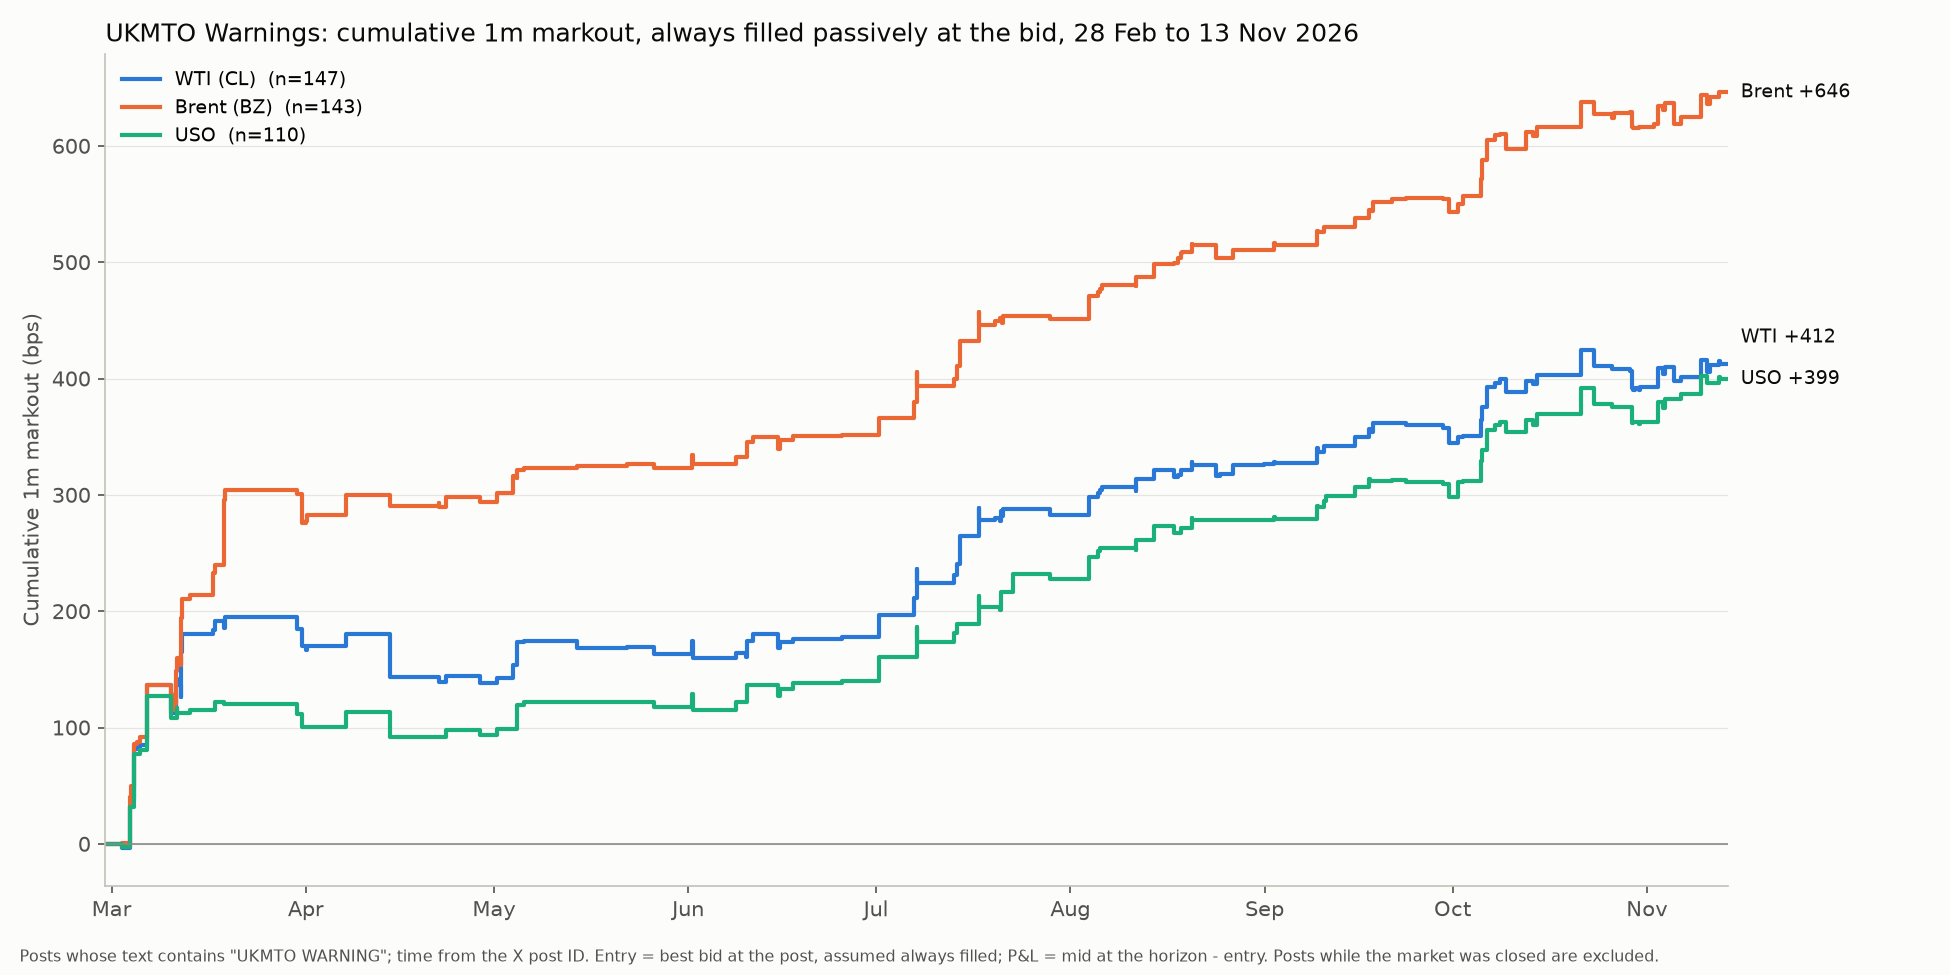 UKMTO Warnings: cumulative 1m markout, always filled passively at the bid, 28 Feb to 13 Nov 2026
WTI (CL) (n=147)
Brent (BZ) (n=143)
USO (n=110)
Brent +646
WTI +412
USO +399
Cumulative 1m markout (bps)
600
500
400
300
200
100
0
Mar Apr May Jun Jul Aug Sep Oct Nov
Posts whose text contains "UKMTO WARNING"; time from the X post ID. Entry = best bid at the post, assumed always filled; P&L = mid at the horizon - entry. Posts while the market was closed are excluded.